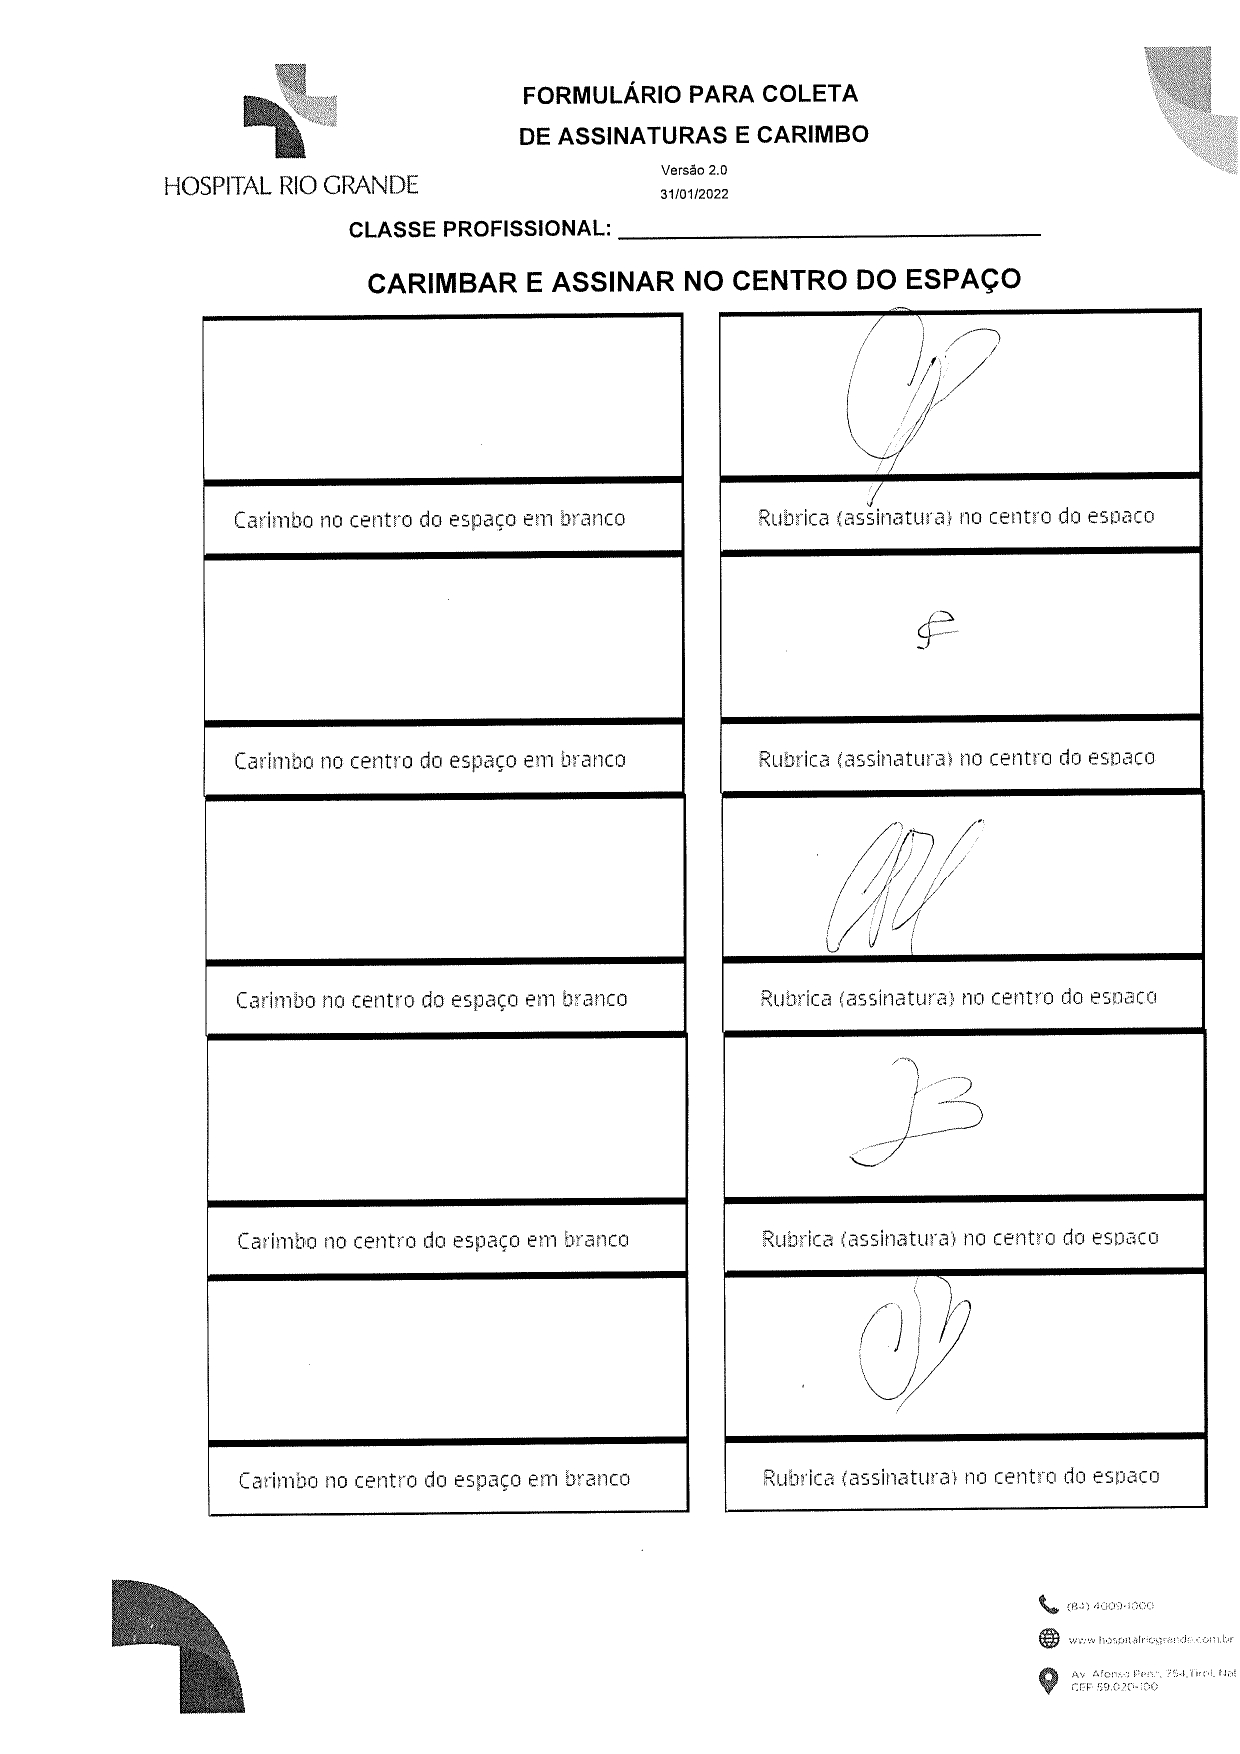 FORMULÁRIO PARA COLETA
DE ASSINATURAS E CARIMBO
Versão 2.0
31/01/2022
HOSPITAL RIO GRANDE
CLASSE PROFISSIONAL:
CARIMBAR E ASSINAR NO CENTRO DO ESPAÇO
Carimbo no centro do espaço em branco
Rubrica (assinatura) no centro do espaco
Carimbo no centro do espaço em branco
Rubrica (assinatura) no centro do espaco
Carimbo no centro do espaço em branco
Rubrica (assinatura) no centro do espaco
Carimbo no centro do espaço em branco
Rubrica (assinatura) no centro do espaco
Carimbo no centro do espaço em branco
Rubrica (assinatura) no centro do espaco
(84) 4009-1000
www.hospitalriogrande.com.br
Av. Afonso Pena, 754, Tirol, Nat
CEP 59.020-100